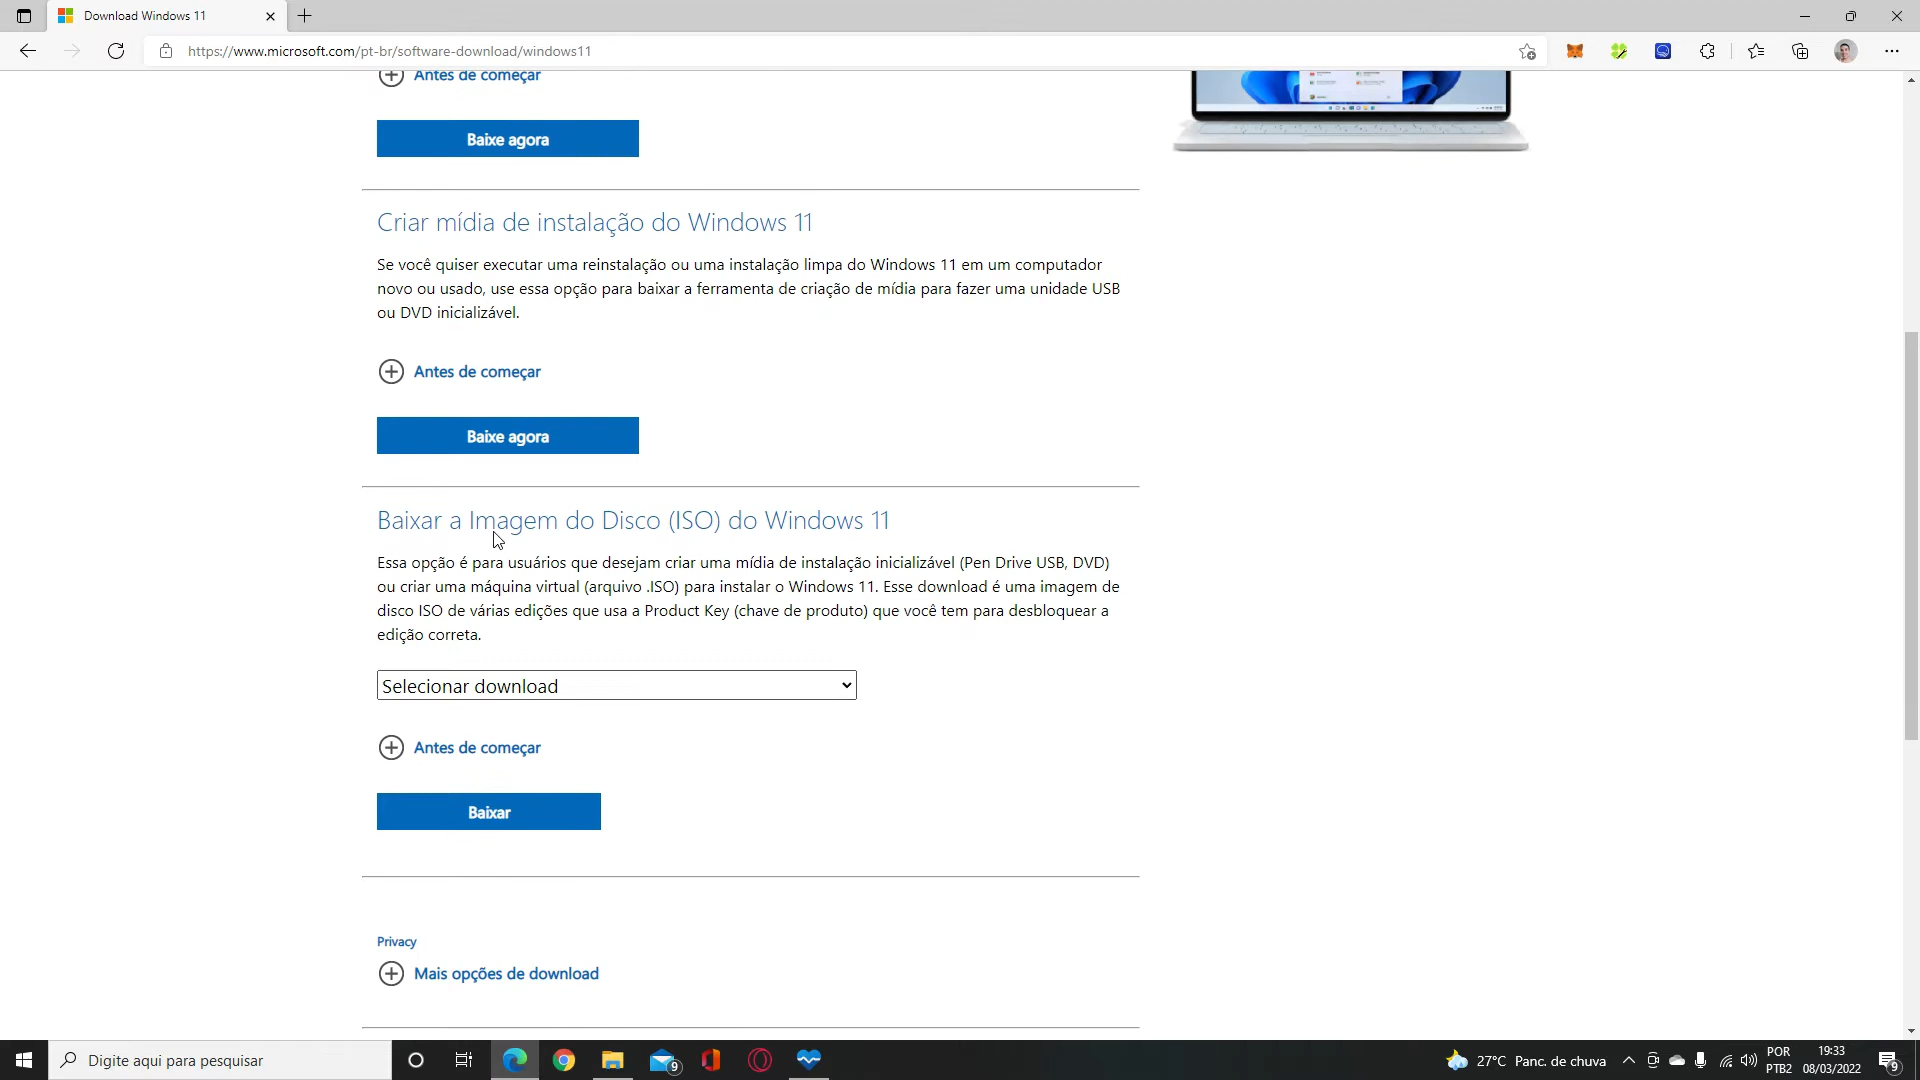 Download Windows 11
https://www.microsoft.com/pt-br/software-download/windows11
Antes de começar
Baixe agora
Criar mídia de instalação do Windows 11
Se você quiser executar uma reinstalação ou uma instalação limpa do Windows 11 em um computador
novo ou usado, use essa opção para baixar a ferramenta de criação de mídia para fazer uma unidade USB
ou DVD inicializável.
Antes de começar
Baixe agora
Baixar a Imagem do Disco (ISO) do Windows 11
Essa opção é para usuários que desejam criar uma mídia de instalação inicializável (Pen Drive USB, DVD)
ou criar uma máquina virtual (arquivo .ISO) para instalar o Windows 11. Esse download é uma imagem de
disco ISO de várias edições que usa a Product Key (chave de produto) que você tem para desbloquear a
edição correta.
Selecionar download
Antes de começar
Baixar
Privacy
Mais opções de download
Digite aqui para pesquisar
9
27°C Panc. de chuva
POR
PTB2
19:33
08/03/2022
9